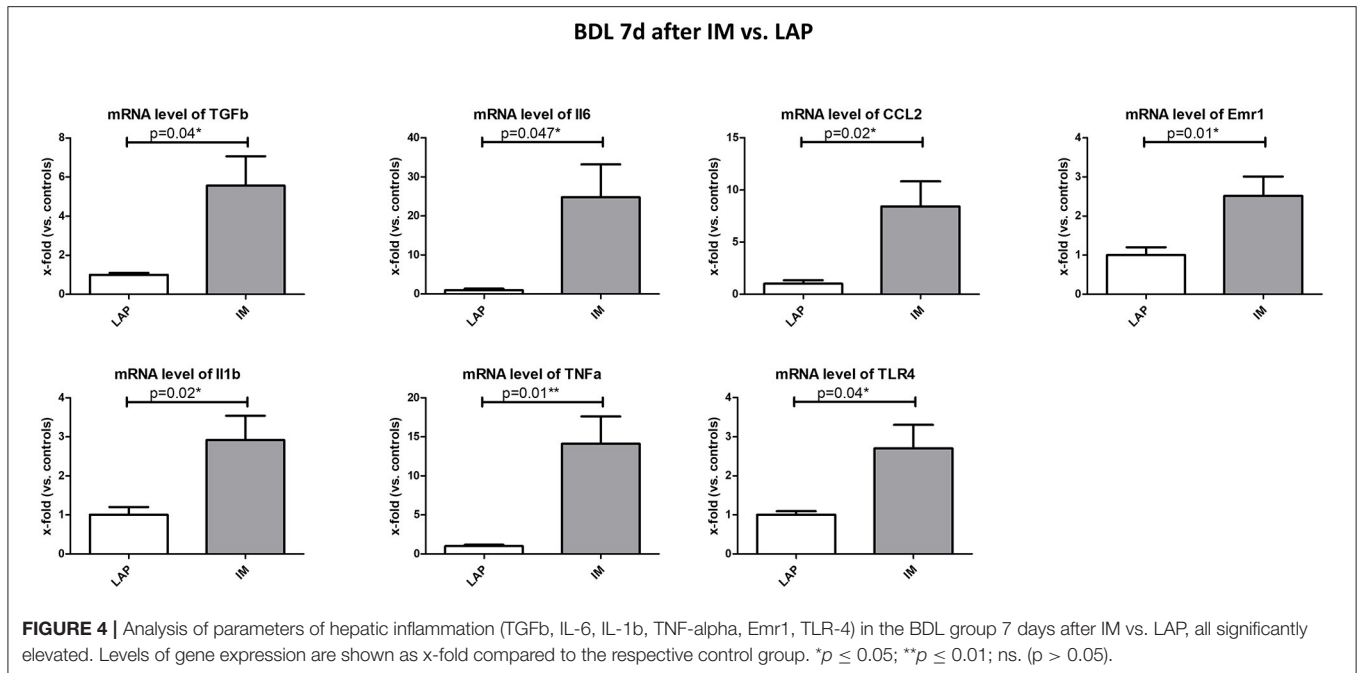 BDL 7d after IM vs. LAP
mRNA level of TGFb
p=0.04*
x-fold (vs. controls)
8
6
4
2
0
LAP
IM
mRNA level of Il6
p=0.047*
x-fold (vs. controls)
40
30
20
10
0
LAP
IM
mRNA level of CCL2
p=0.02*
x-fold (vs. controls)
15
10
5
0
LAP
IM
mRNA level of Emr1
p=0.01*
x-fold (vs. controls)
4
3
2
1
0
LAP
IM
mRNA level of Il1b
p=0.02*
x-fold (vs. controls)
4
3
2
1
0
LAP
IM
mRNA level of TNFa
p=0.01**
x-fold (vs. controls)
20
15
10
5
0
LAP
IM
mRNA level of TLR4
p=0.04*
x-fold (vs. controls)
4
3
2
1
0
LAP
IM
FIGURE 4 | Analysis of parameters of hepatic inflammation (TGFb, IL-6, IL-1b, TNF-alpha, Emr1, TLR-4) in the BDL group 7 days after IM vs. LAP, all significantly
elevated. Levels of gene expression are shown as x-fold compared to the respective control group. *p ≤ 0.05; **p ≤ 0.01; ns. (p > 0.05).